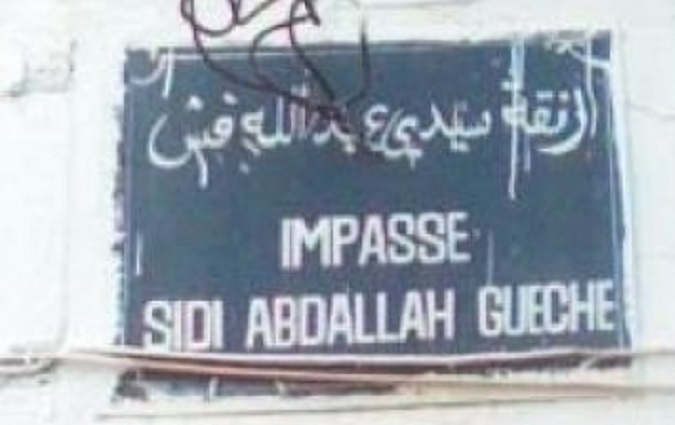 زنقة سيدي عبد الله قش
IMPASSE
SIDI ABDALLAH GUECHE